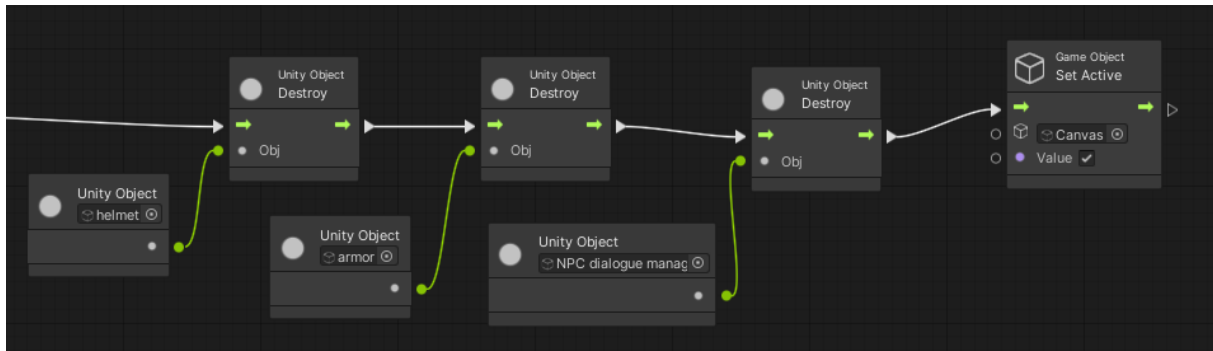 Unity Object
Destroy
Obj
Unity Object
Destroy
Obj
Unity Object
Destroy
Obj
Game Object
Set Active
Canvas
Value
Unity Object
helmet
Unity Object
armor
Unity Object
NPC dialogue manag